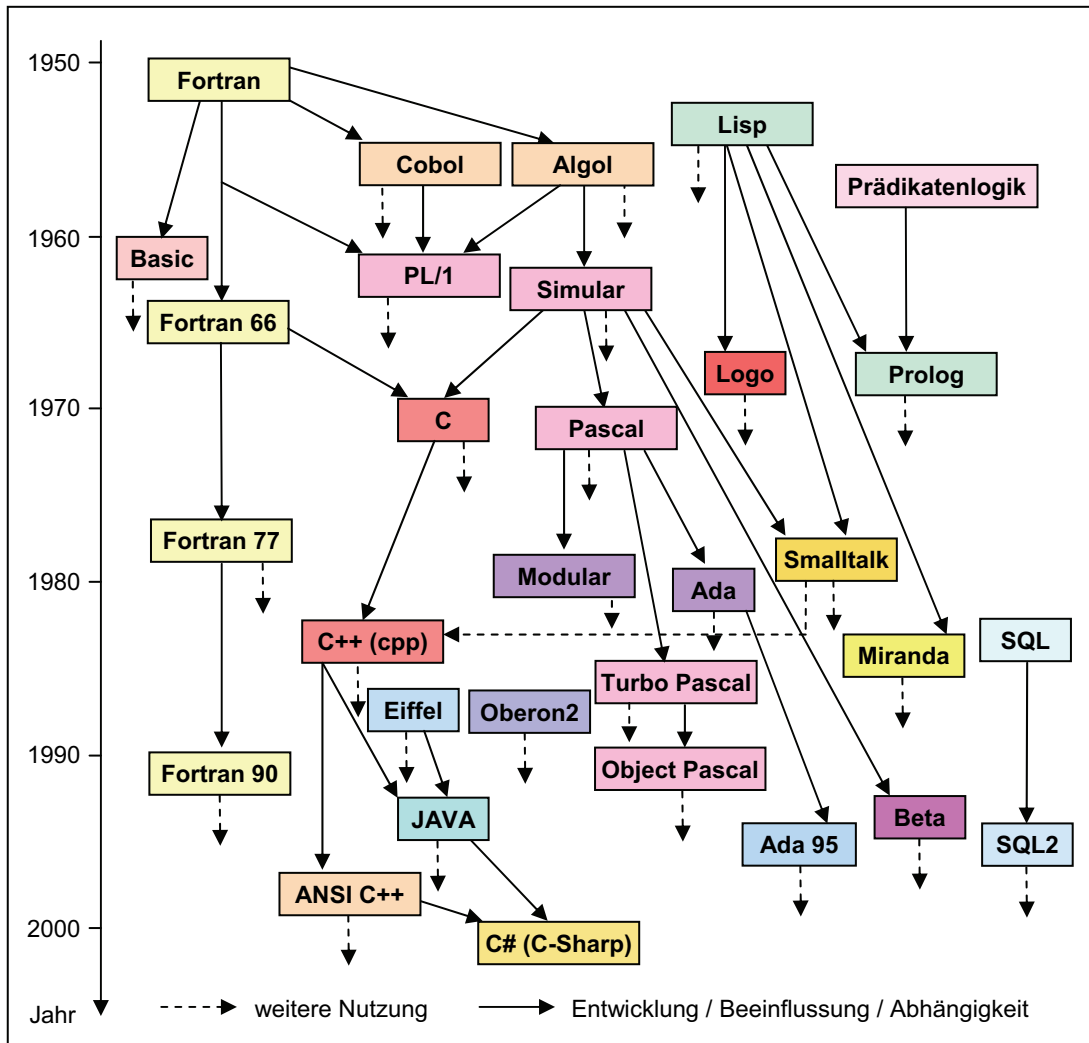 1950
Fortran
Lisp
Cobol
Algol
Prädikatenlogik
1960
Basic
PL/1
Simular
Fortran 66
Logo
Prolog
1970
C
Pascal
Fortran 77
Smalltalk
Modular
Ada
1980
C++ (cpp)
Miranda
SQL
Turbo Pascal
Eiffel
Oberon2
1990
Fortran 90
Object Pascal
JAVA
Beta
Ada 95
SQL2
ANSI C++
2000
C# (C-Sharp)
Jahr
weitere Nutzung
Entwicklung / Beeinflussung / Abhängigkeit